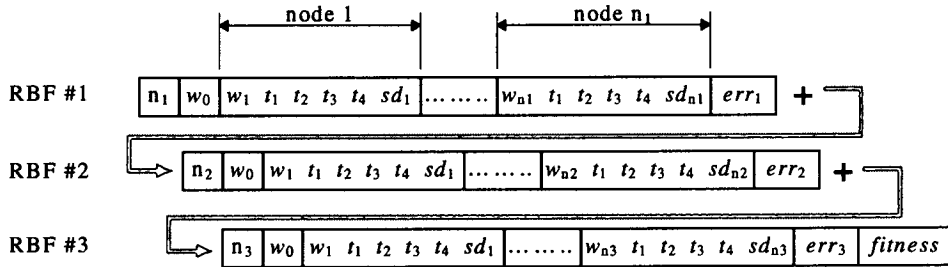 node 1 node n₁
RBF #1 n₁ w₀ w₁ t₁ t₂ t₃ t₄ sd₁ ........ wₙ₁ t₁ t₂ t₃ t₄ sdₙ₁ err₁ +
RBF #2 n₂ w₀ w₁ t₁ t₂ t₃ t₄ sd₁ ........ wₙ₂ t₁ t₂ t₃ t₄ sdₙ₂ err₂ +
RBF #3 n₃ w₀ w₁ t₁ t₂ t₃ t₄ sd₁ ........ wₙ₃ t₁ t₂ t₃ t₄ sdₙ₃ err₃ fitness